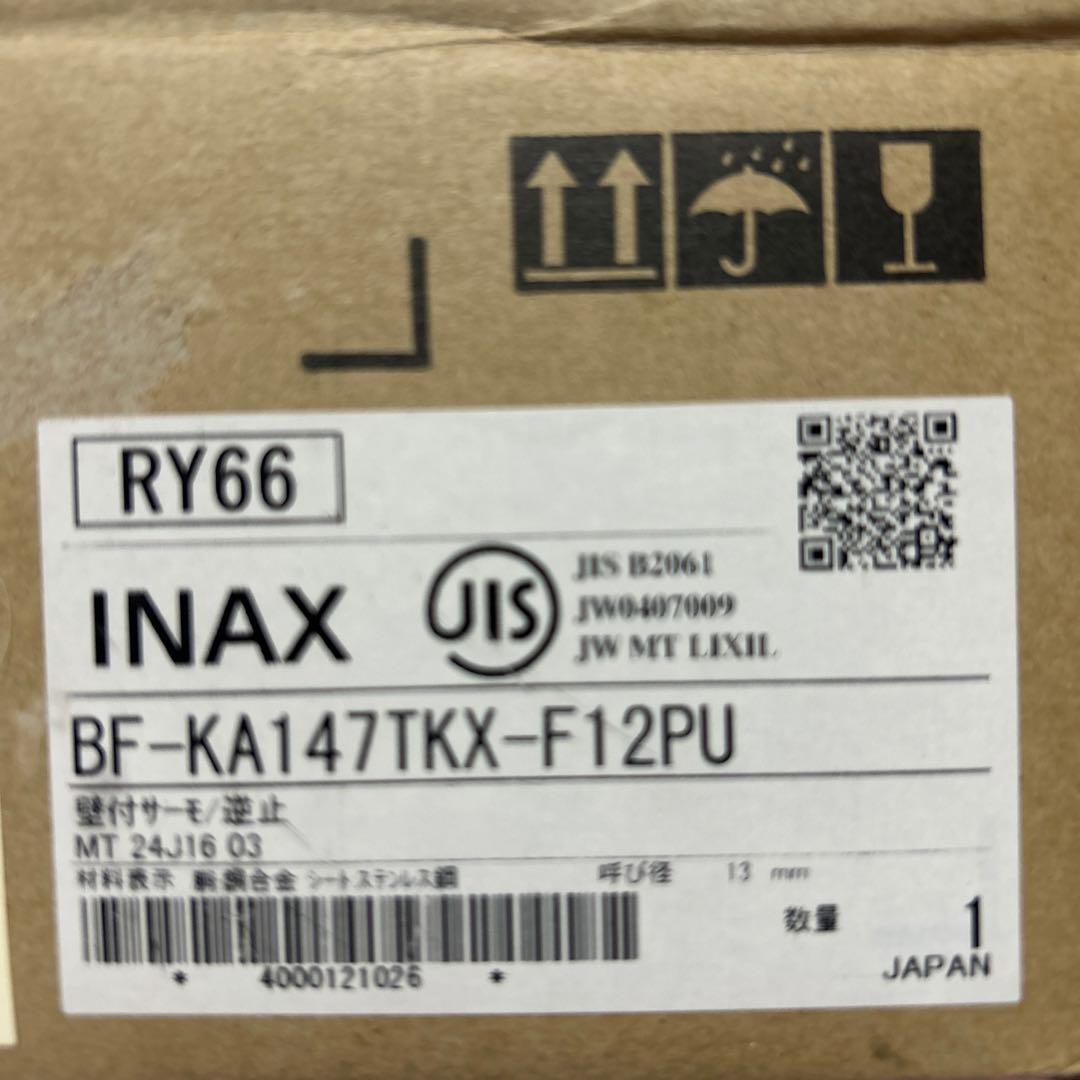 RY66
INAX
JIS
JIS B2061
JW0407009
JW MT LIXIL
BF-KA147TKX-F12PU
壁付サーモ/逆止
MT 24J16 03
材料表示 銅合金 シート ステンレス鋼
呼び径 13 mm
数量 1
* 4000121026 *
JAPAN